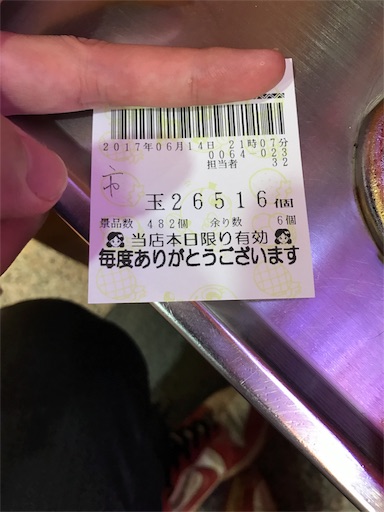 2017年06月14日 21時07分
0064-023
担当者 32
市
玉26516個
景品数 482個 余り数 6個
当店本日限り有効
毎度ありがとうございます